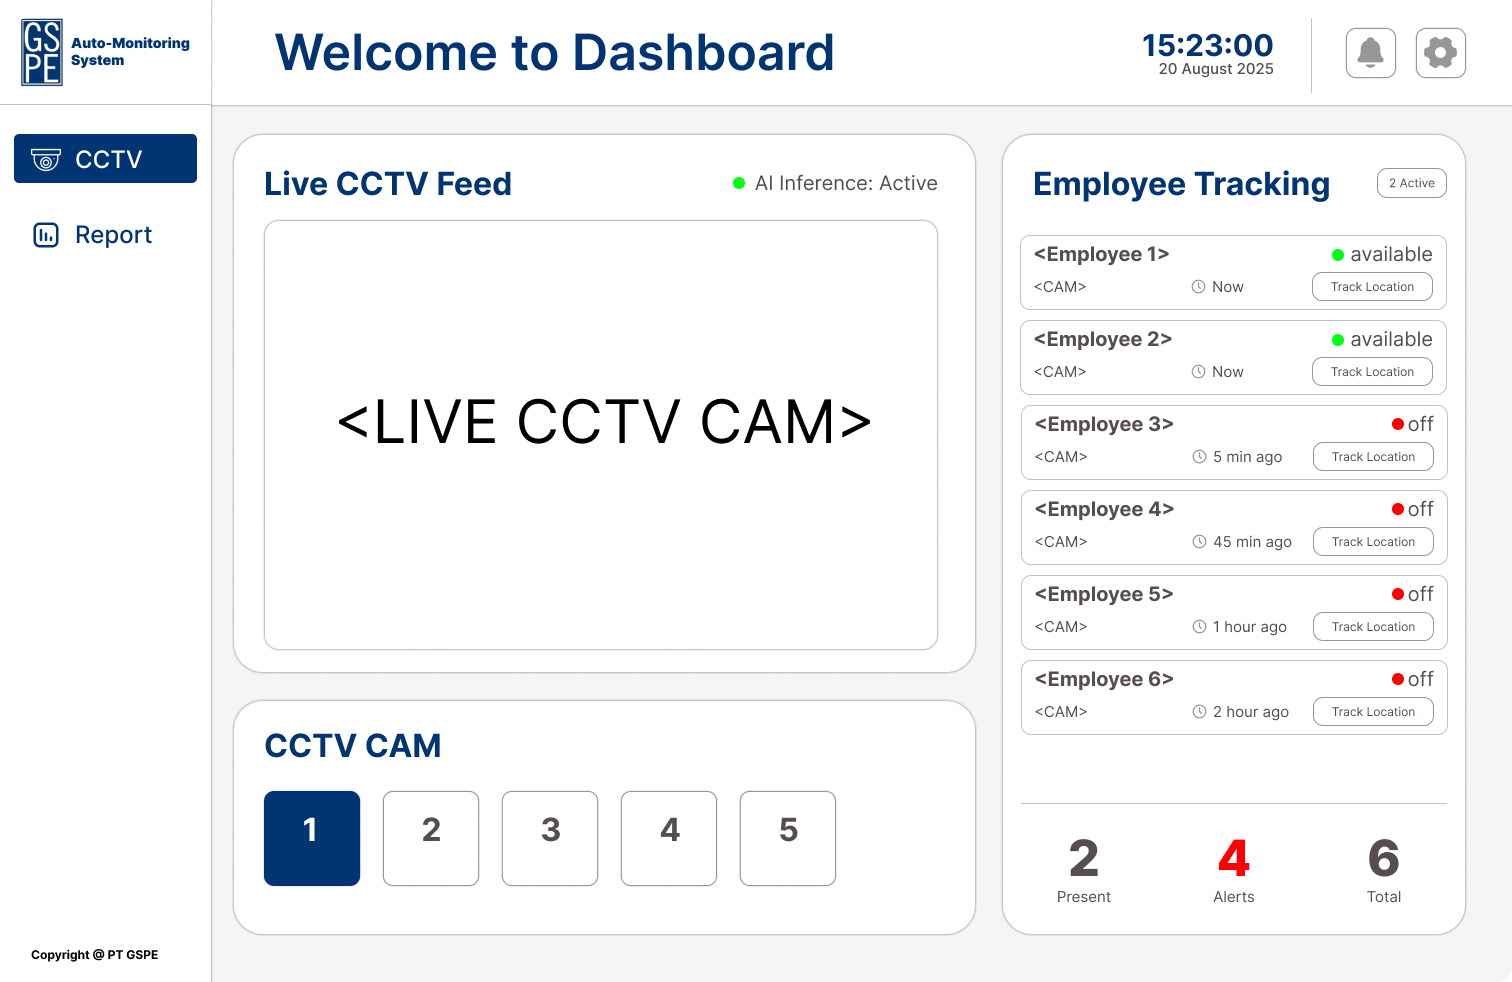 GS
PE
Auto-Monitoring
System
Welcome to Dashboard
15:23:00
20 August 2025
CCTV
Report
Live CCTV Feed
AI Inference: Active
<LIVE CCTV CAM>
CCTV CAM
1
2
3
4
5
Employee Tracking
2 Active
<Employee 1>
available
<CAM>
Now
Track Location
<Employee 2>
available
<CAM>
Now
Track Location
<Employee 3>
off
<CAM>
5 min ago
Track Location
<Employee 4>
off
<CAM>
45 min ago
Track Location
<Employee 5>
off
<CAM>
1 hour ago
Track Location
<Employee 6>
off
<CAM>
2 hour ago
Track Location
2
Present
4
Alerts
6
Total
Copyright @ PT GSPE